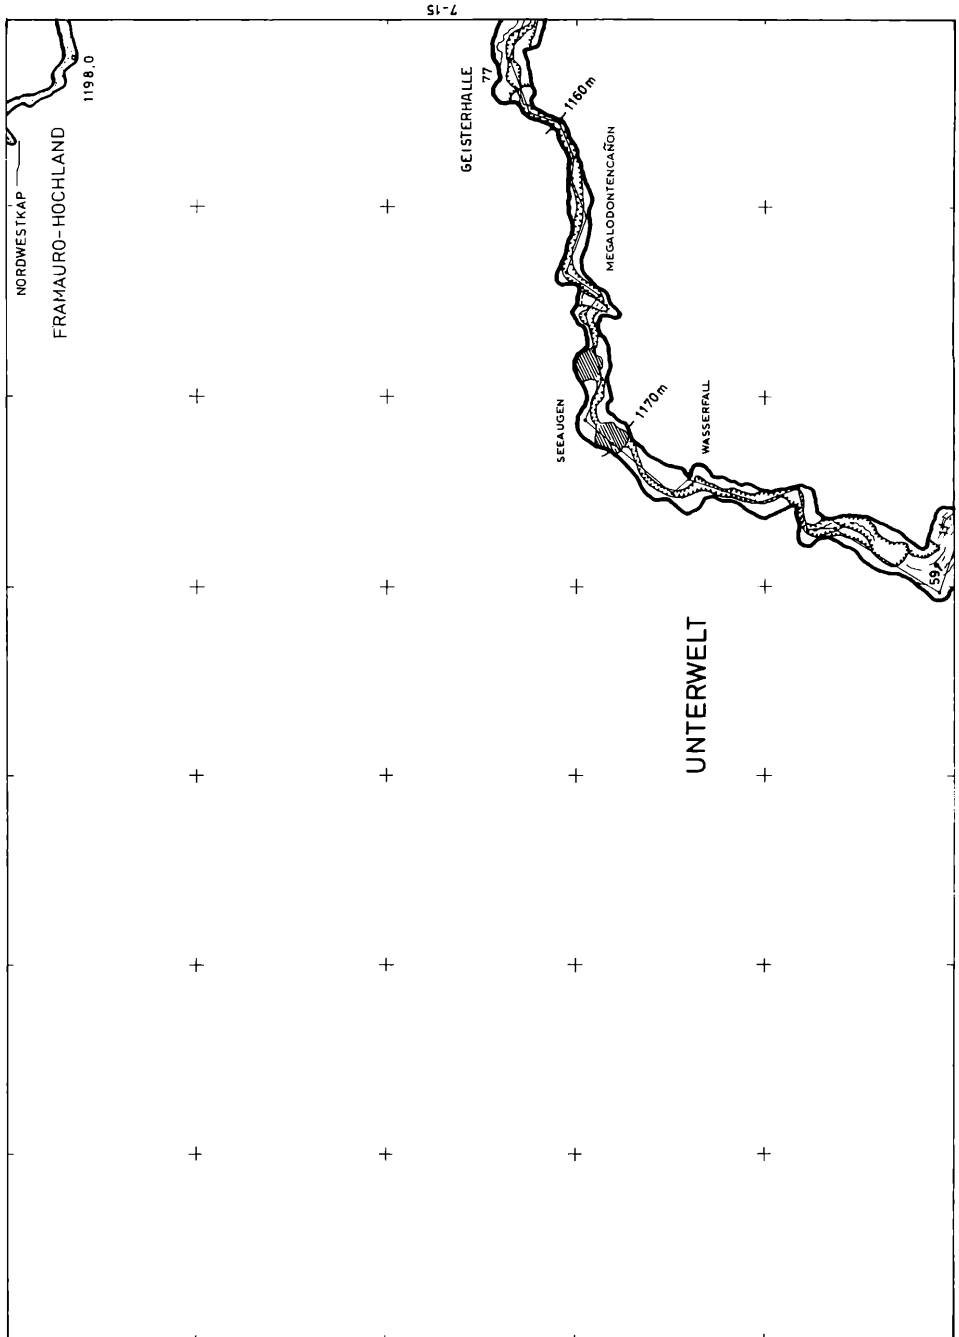 7-15
NORDWESTKAP
FRAMAURO-HOCHLAND
1198,0
GEISTERHALLE
77
1160m
MEGALODONTENCAÑON
SEEAUGEN
1170m
WASSERFALL
59
UNTERWELT